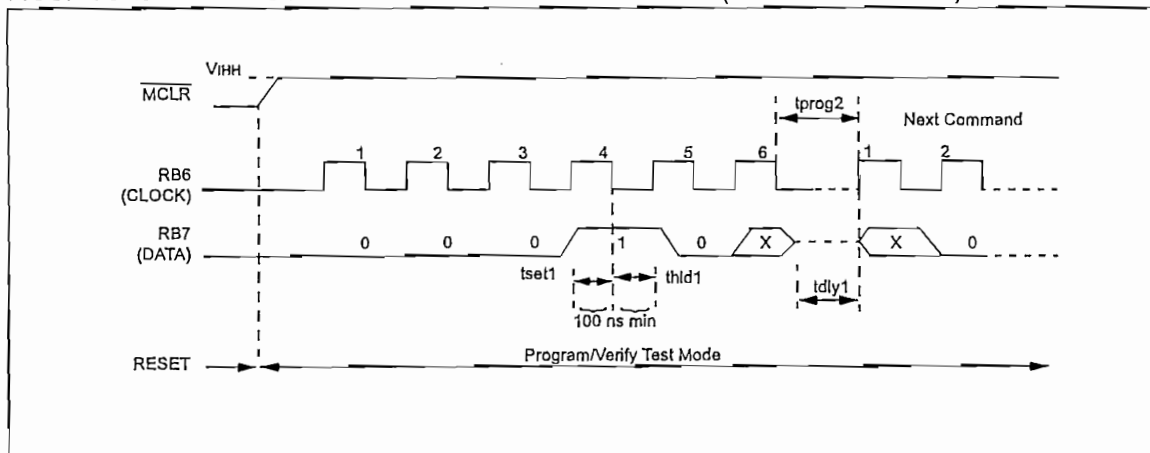 VIHH
MCLR
tprog2
Next Command
1 2 3 4 5 6 1 2
RB6
(CLOCK)
RB7
(DATA)
0 0 0 1 0 X X 0
tset1 thld1
tdly1
100 ns min
Program/Verify Test Mode
RESET